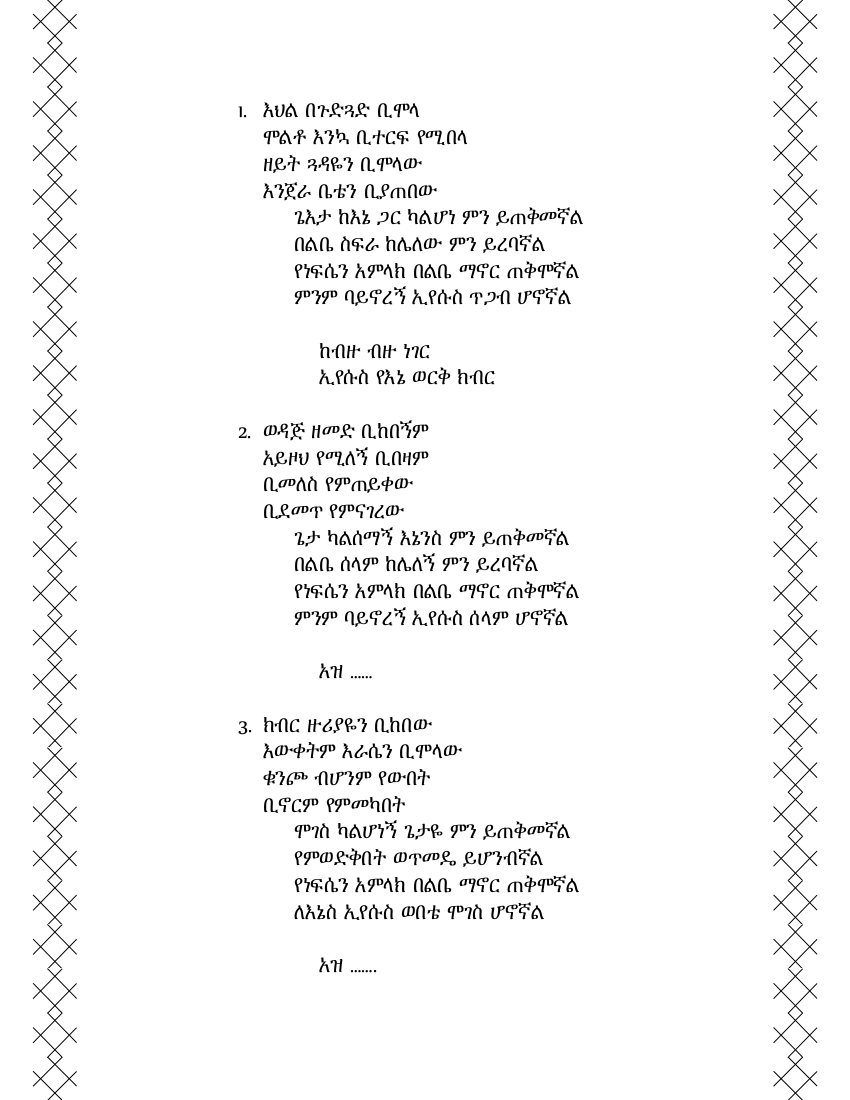 1. እህል በጉድጓድ ቢሞላ
ሞልቶ እንኳ ቢተርፍ የሚበላ
ዘይት ጓዳዬን ቢሞላው
እንጀራ ቤቴን ቢያጠበው
ጌእታ ከእኔ ጋር ካልሆነ ምን ይጠቅመኛል
በልቤ ስፍራ ከሌለው ምን ይረባኛል
የነፍሴን አምላክ በልቤ ማኖር ጠቅሞኛል
ምንም ባይኖረኝ ኢየሱስ ጥጋብ ሆኖኛል
ከብዙ ብዙ ነገር
ኢየሱስ የእኔ ወርቅ ክብር
2. ወዳጅ ዘመድ ቢከበኝም
አይዞህ የሚለኝ ቢበዛም
ቢመለስ የምጠይቀው
ቢደመጥ የምናገረው
ጌታ ካልሰማኝ እኔንስ ምን ይጠቅመኛል
በልቤ ሰላም ከሌለኝ ምን ይረባኛል
የነፍሴን አምላክ በልቤ ማኖር ጠቅሞኛል
ምንም ባይኖረኝ ኢየሱስ ሰላም ሆኖኛል
አዝ ......
3. ክብር ዙሪያዬን ቢከበው
እውቀትም እራሴን ቢሞላው
ቁንጮ ብሆንም የውበት
ቢኖርም የምመካበት
ሞገስ ካልሆነኝ ጌታዬ ምን ይጠቅመኛል
የምወድቅበት ወጥመዴ ይሆንብኛል
የነፍሴን አምላክ በልቤ ማኖር ጠቅሞኛል
ለእኔስ ኢየሱስ ወበቴ ሞገስ ሆኖኛል
አዝ .......